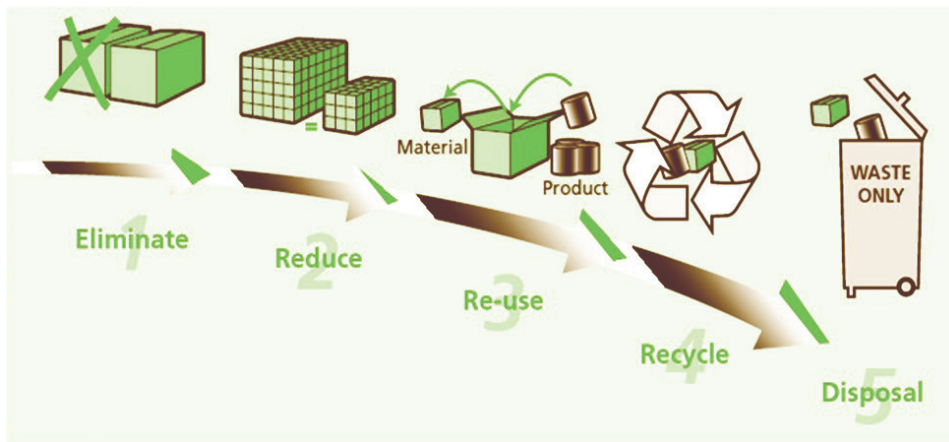 Material
Product
WASTE
ONLY
1
Eliminate
2
Reduce
3
Re-use
4
Recycle
5
Disposal
=